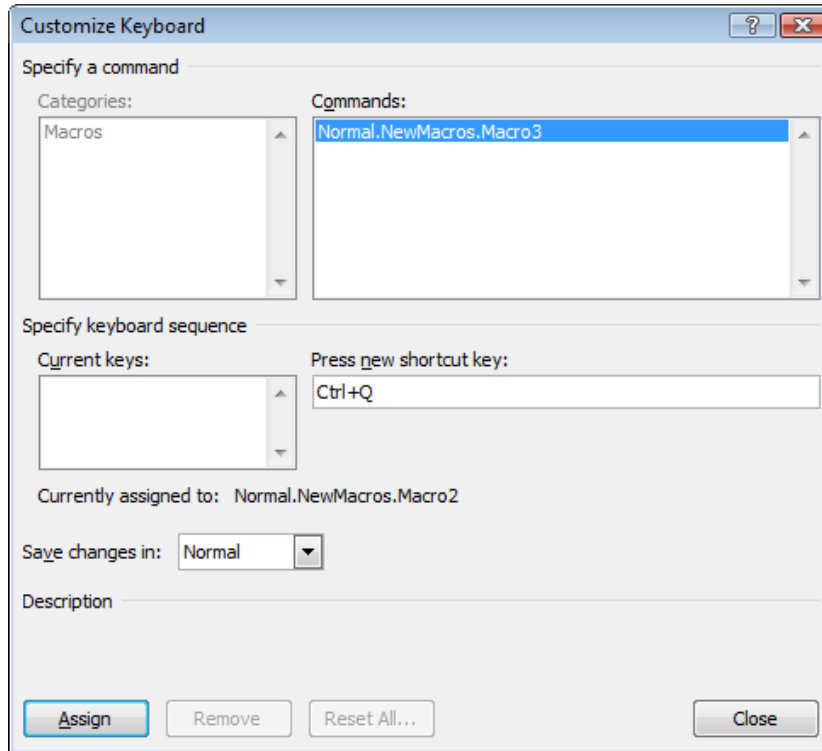 Customize Keyboard
Specify a command
Categories: Commands:
Macros Normal.NewMacros.Macro3
Specify keyboard sequence
Current keys: Press new shortcut key:
Ctrl+Q
Currently assigned to: Normal.NewMacros.Macro2
Save changes in: Normal
Description
Assign Remove Reset All... Close